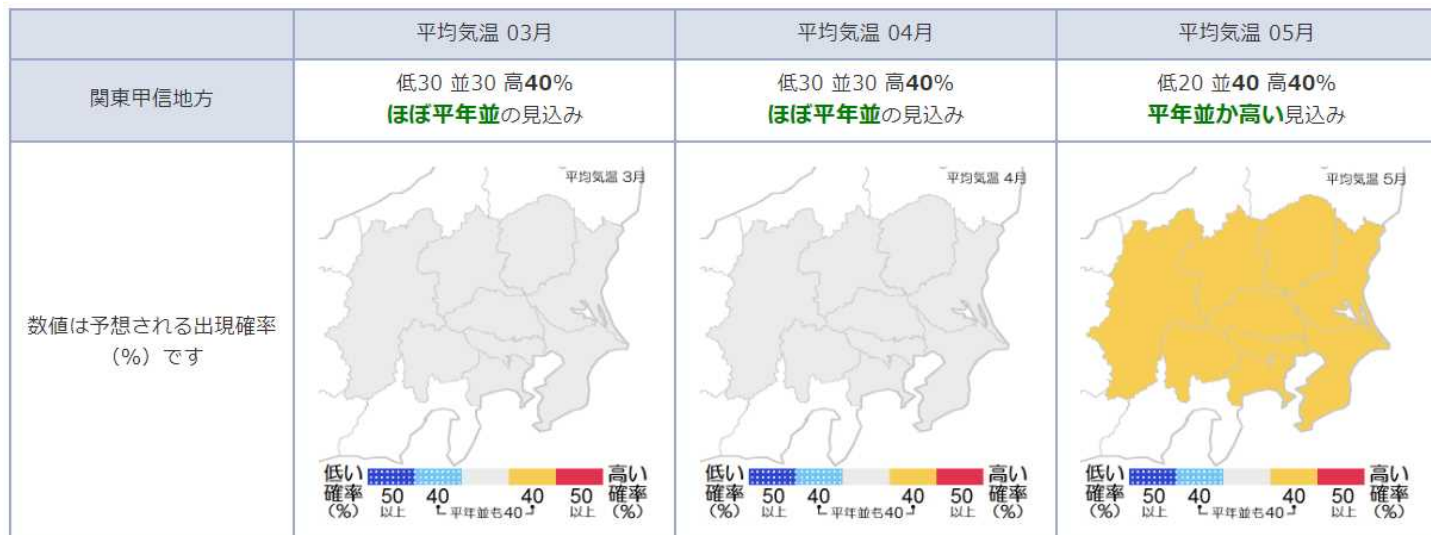 平均気温 03月
平均気温 04月
平均気温 05月
関東甲信地方
低30 並30 高40%
ほぼ平年並の見込み
低30 並30 高40%
ほぼ平年並の見込み
低20 並40 高40%
平年並か高い見込み
数値は予想される出現確率
（%）です
平均気温 3月
低い
確率
(%)
50
以上
40
平年並も40
40
50
以上
高い
確率
(%)
平均気温 4月
低い
確率
(%)
50
以上
40
平年並も40
40
50
以上
高い
確率
(%)
平均気温 5月
低い
確率
(%)
50
以上
40
平年並も40
40
50
以上
高い
確率
(%)